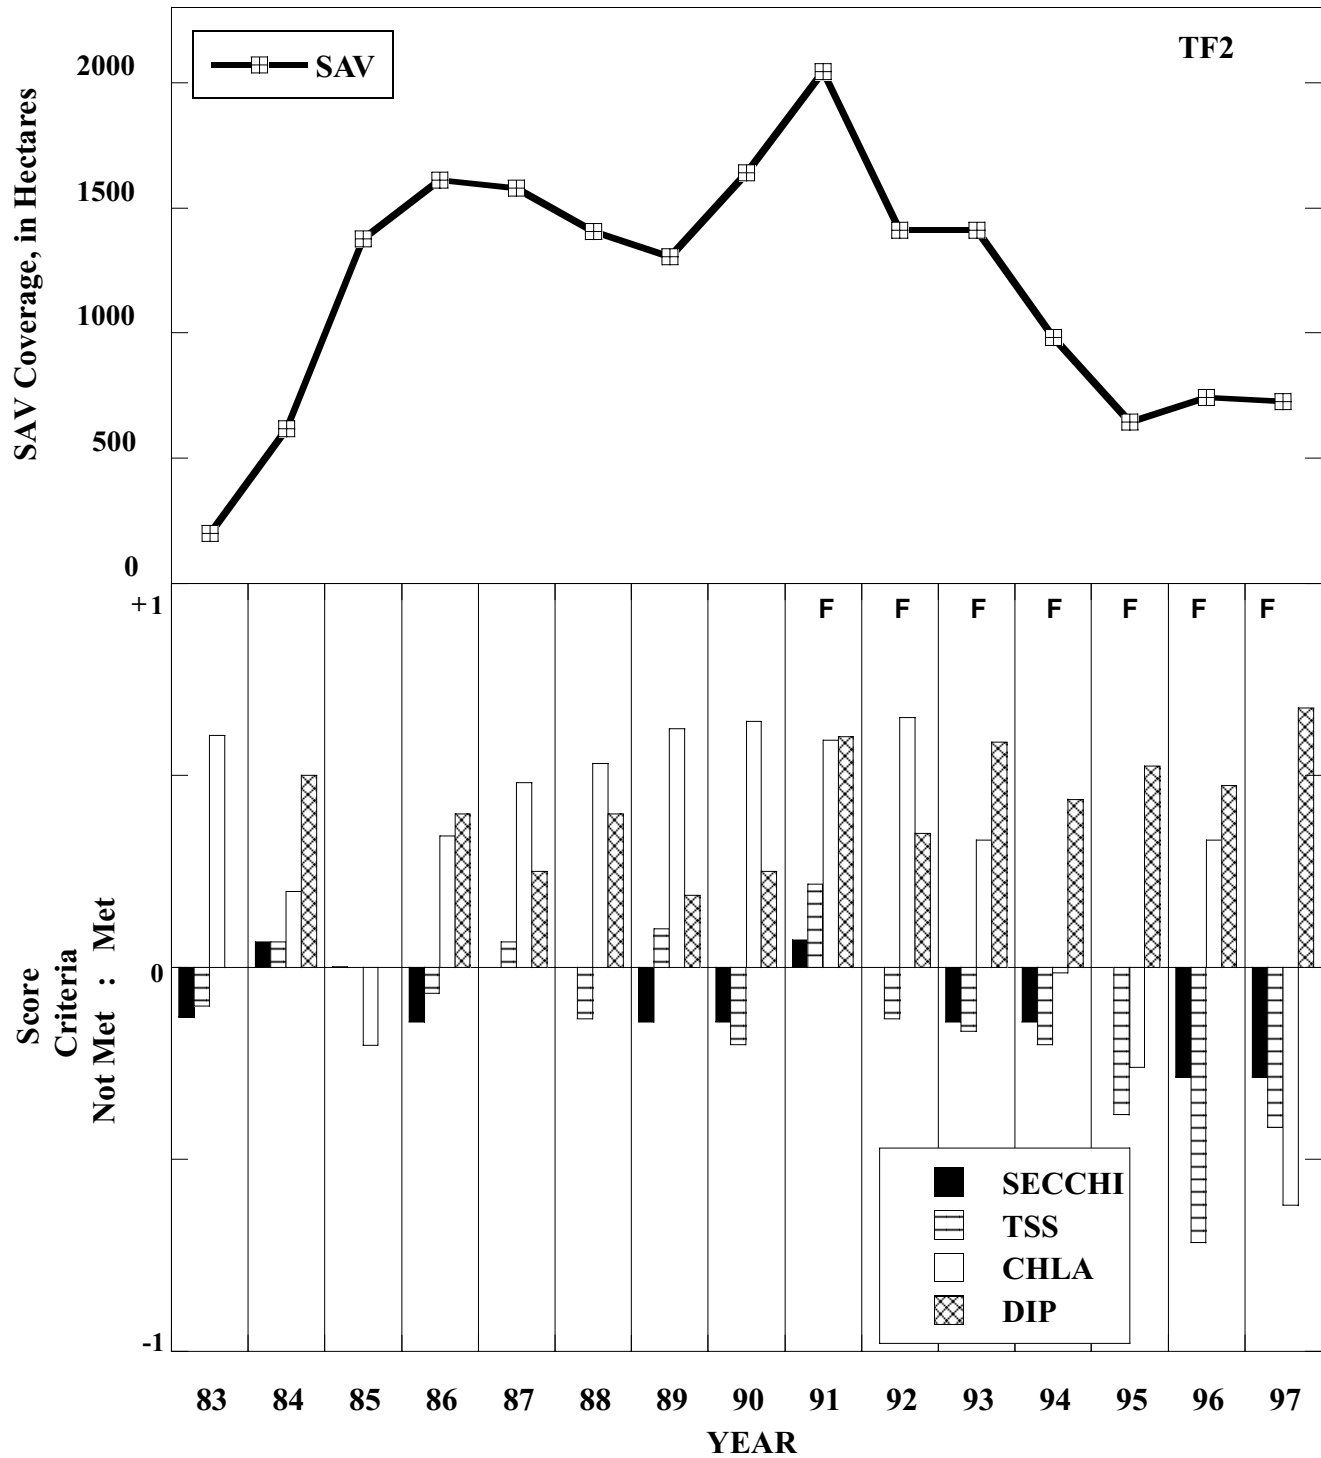 SAV
TF2
SAV Coverage, in Hectares
2000
1500
1000
500
0
+1
F F F F F F F
0
-1
Score
Criteria
Not Met : Met
SECCHI
TSS
CHLA
DIP
83 84 85 86 87 88 89 90 91 92 93 94 95 96 97
YEAR